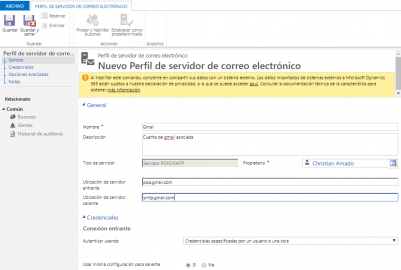 ARCHIVO
PERFIL DE SERVIDOR DE CORREO ELECTRÓNICO
Guardar
Guardar y cerrar
Reservar
Eliminar
Probar y habilitar buzones
Establecer como predeterminado
Guardar
Acciones
Analytics
Perfil de servidor de corre...
General
Credenciales
Opciones avanzadas
Notas
Relacionado
Común
Buzones
Alertas
Historial de auditoría
Perfil de servidor de correo electrónico
Nuevo Perfil de servidor de correo electrónico
Al habilitar este comando, consiente en compartir sus datos con un sistema externo. Los datos importados de sistemas externos a Microsoft Dynamics
365 están sujetos a nuestra declaración de privacidad, a la que se puede acceder aquí. Consulte la documentación técnica de la característica para
obtener más información.
General
Nombre *
Gmail
Descripción
Cuenta de gmail asociada
Tipo de servidor
Servidor POP3/SMTP
Propietario *
Christian Amado
Ubicación de servidor
entrante
pop.gmail.com
Ubicación de servidor
saliente
smtp.gmail.com
Credenciales
Conexión entrante
Autenticar usando
Credenciales especificadas por un usuario o una cola
Usar misma configuración para saliente
Sí
No